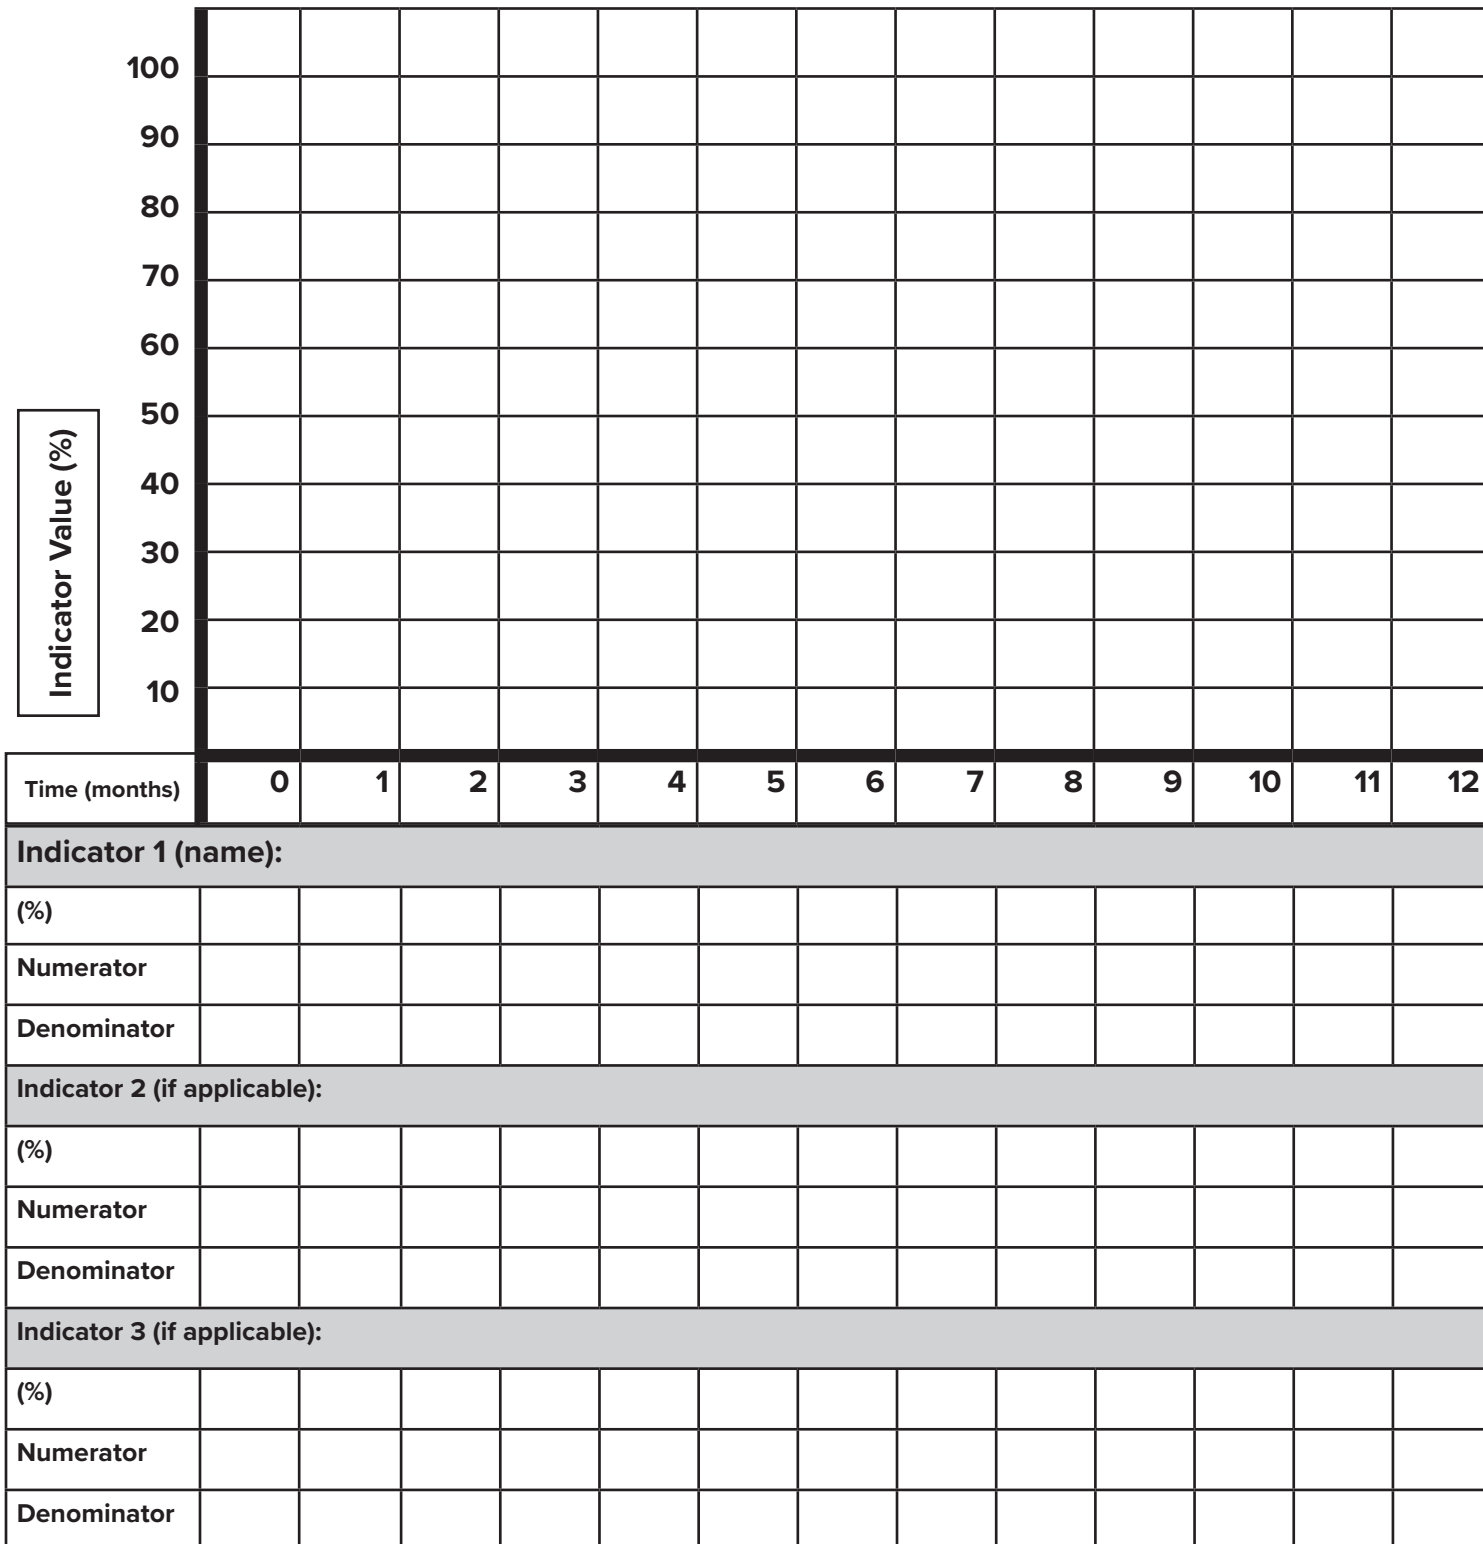 100
90
80
70
60
50
40
30
20
10
Indicator Value (%)
Time (months) 0 1 2 3 4 5 6 7 8 9 10 11 12
Indicator 1 (name):
(%)
Numerator
Denominator
Indicator 2 (if applicable):
(%)
Numerator
Denominator
Indicator 3 (if applicable):
(%)
Numerator
Denominator